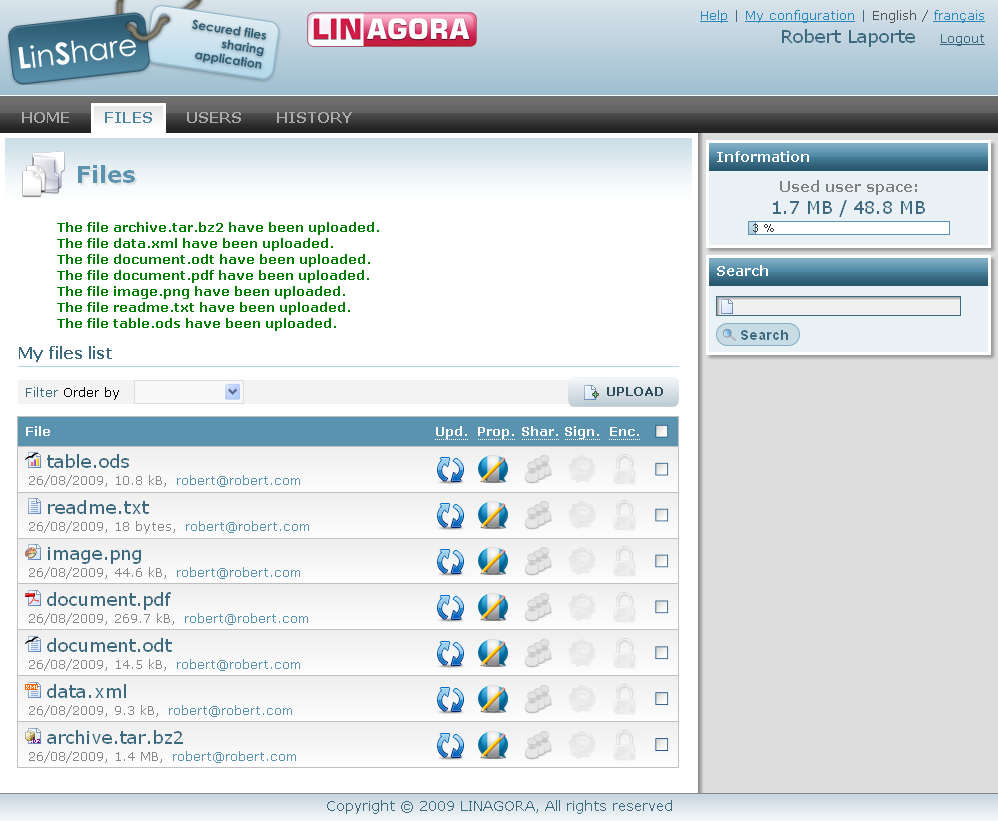 LinShare
Secured files
sharing
application
LINAGORA
Help | My configuration | English / français
Robert Laporte Logout
HOME FILES USERS HISTORY
Files
The file archive.tar.bz2 have been uploaded.
The file data.xml have been uploaded.
The file document.odt have been uploaded.
The file document.pdf have been uploaded.
The file image.png have been uploaded.
The file readme.txt have been uploaded.
The file table.ods have been uploaded.
My files list
Filter Order by UPLOAD
File Upd. Prop. Shar. Sign. Enc.
table.ods
26/08/2009, 10.8 kB, robert@robert.com
readme.txt
26/08/2009, 18 bytes, robert@robert.com
image.png
26/08/2009, 44.6 kB, robert@robert.com
document.pdf
26/08/2009, 269.7 kB, robert@robert.com
document.odt
26/08/2009, 14.5 kB, robert@robert.com
data.xml
26/08/2009, 9.3 kB, robert@robert.com
archive.tar.bz2
26/08/2009, 1.4 MB, robert@robert.com
Information
Used user space:
1.7 MB / 48.8 MB
%
Search
Search
Copyright © 2009 LINAGORA, All rights reserved